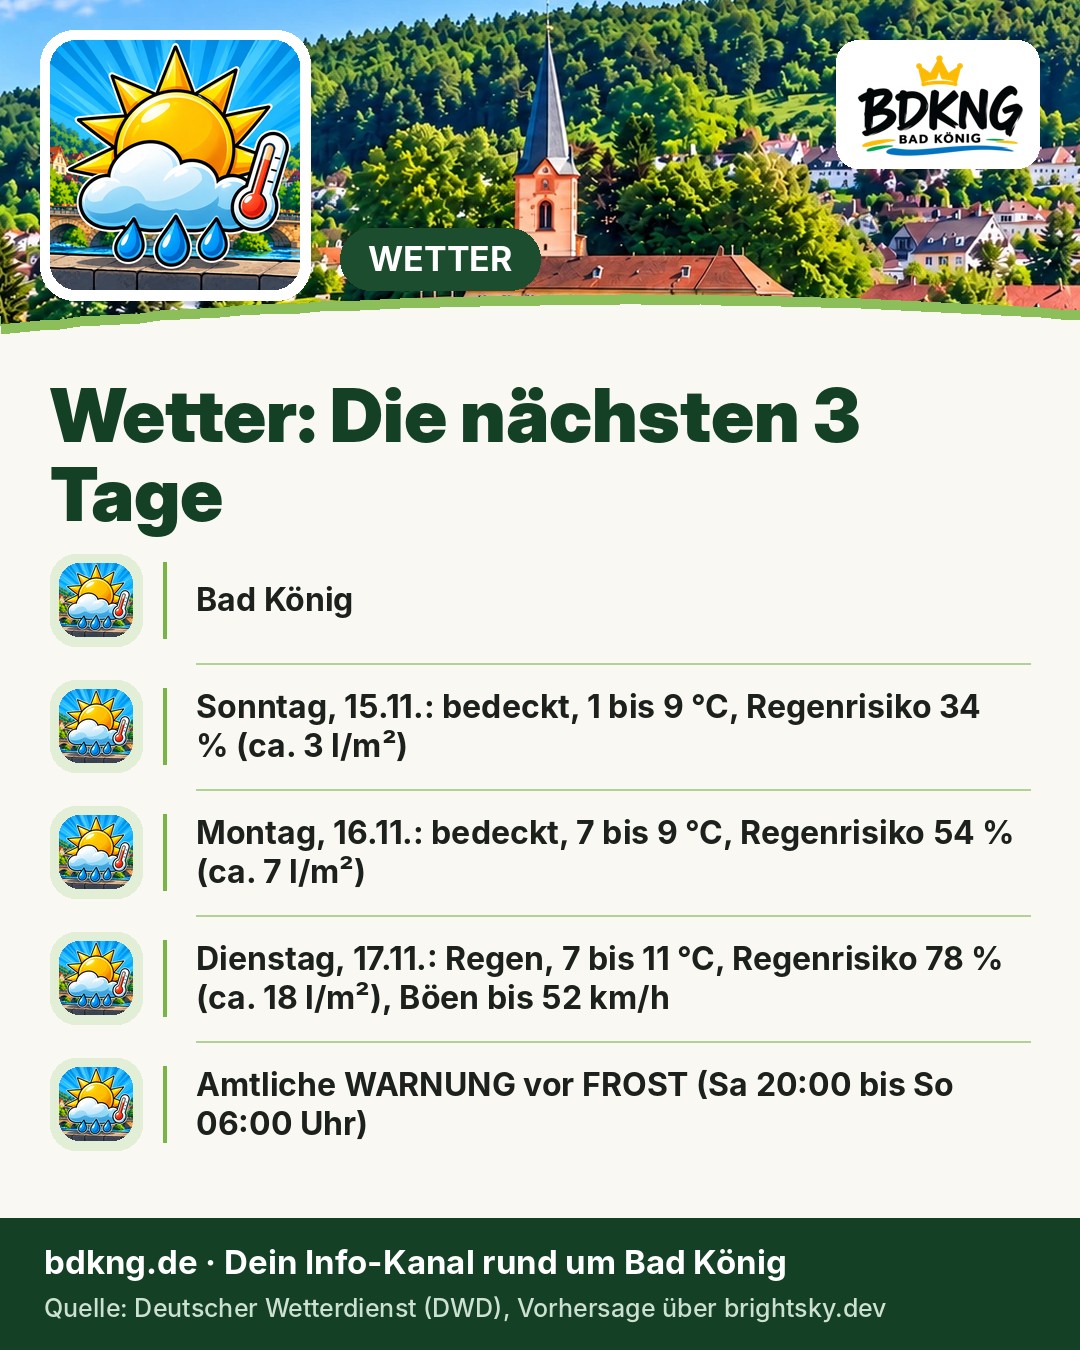 BDKNG
BAD KÖNIG
WETTER
Wetter: Die nächsten 3
Tage
Bad König
Sonntag, 15.11.: bedeckt, 1 bis 9 °C, Regenrisiko 34
% (ca. 3 l/m²)
Montag, 16.11.: bedeckt, 7 bis 9 °C, Regenrisiko 54 %
(ca. 7 l/m²)
Dienstag, 17.11.: Regen, 7 bis 11 °C, Regenrisiko 78 %
(ca. 18 l/m²), Böen bis 52 km/h
Amtliche WARNUNG vor FROST (Sa 20:00 bis So
06:00 Uhr)
bdkng.de · Dein Info-Kanal rund um Bad König
Quelle: Deutscher Wetterdienst (DWD), Vorhersage über brightsky.dev